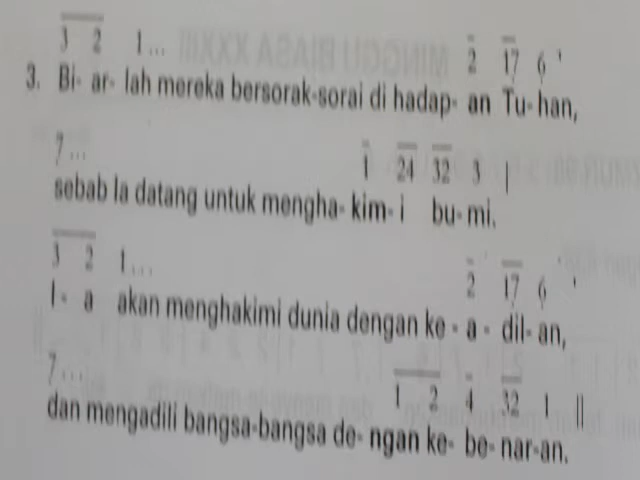 3 2 1... 2 17 6 '
3. Bi- ar- lah mereka bersorak-sorai di hadap- an Tu- han,
7... 1 24 32 3 |
sebab Ia datang untuk mengha- kim- i bu- mi.
3 2 1... 2 17 6 '
I- a akan menghakimi dunia dengan ke - a - dil- an,
7... 1 2 4 32 1 ||
dan mengadili bangsa-bangsa de- ngan ke- be- nar- an.